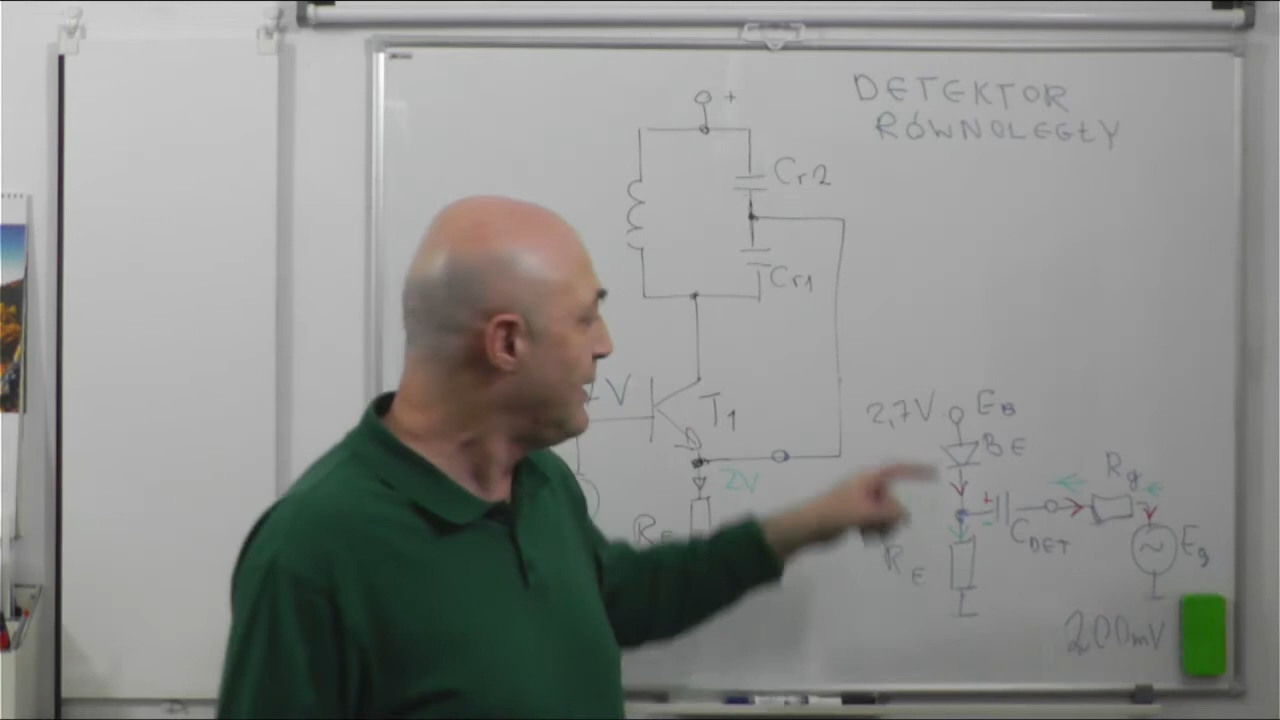 DETEKTOR
RÓWNOLEGŁY
+
Cr2
Cr1
V
T1
2V
RE
2,7V
EB
BE
Rg
+
-
CDET
RE
Eg
200mV